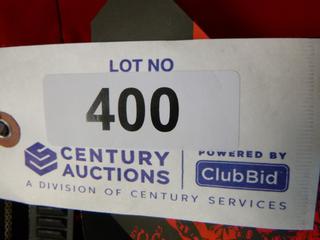 LOT NO
400
CENTURY AUCTIONS
POWERED BY
ClubBid
A DIVISION OF CENTURY SERVICES